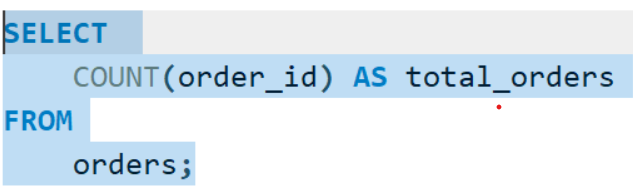 SELECT
COUNT(order_id) AS total_orders
FROM
orders;